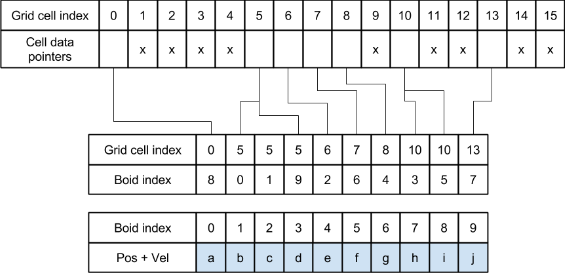 Grid cell index 0 1 2 3 4 5 6 7 8 9 10 11 12 13 14 15
Cell data
pointers x x x x x x x x x
Grid cell index 0 5 5 5 6 7 8 10 10 13
Boid index 8 0 1 9 2 6 4 3 5 7
Boid index 0 1 2 3 4 5 6 7 8 9
Pos + Vel a b c d e f g h i j